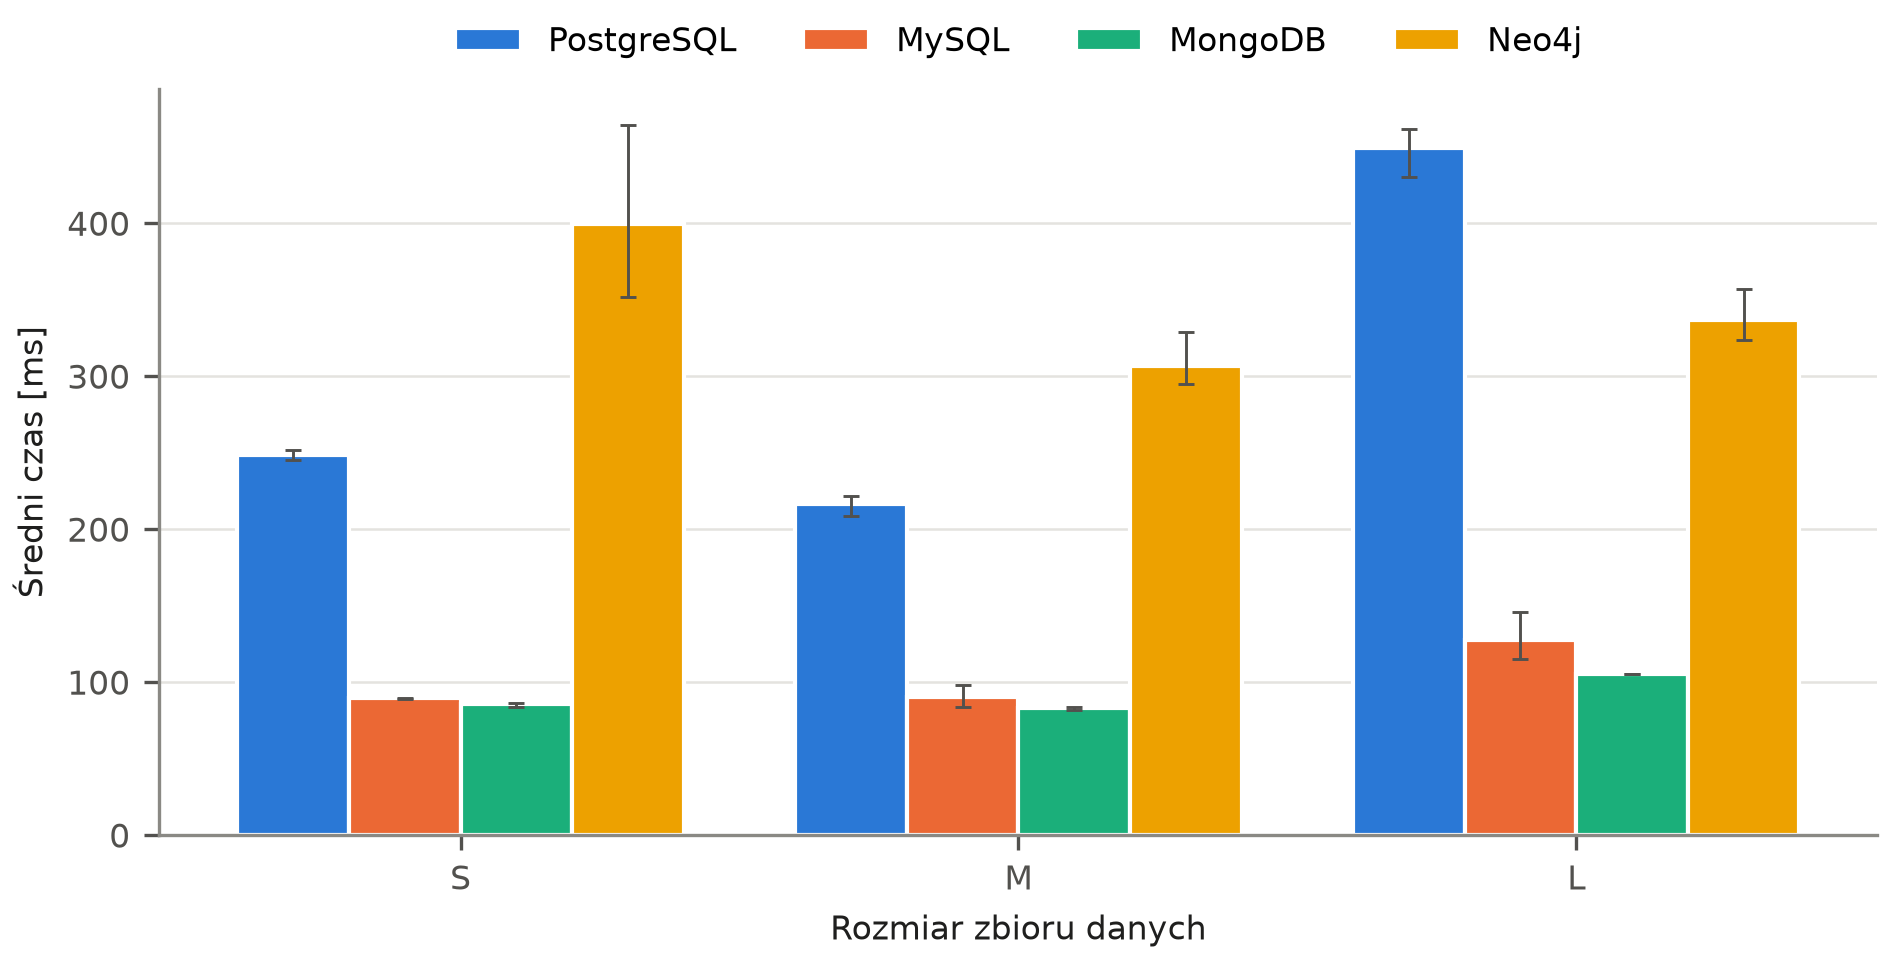 PostgreSQL MySQL MongoDB Neo4j
Średni czas [ms]
400
300
200
100
0
S M L
Rozmiar zbioru danych